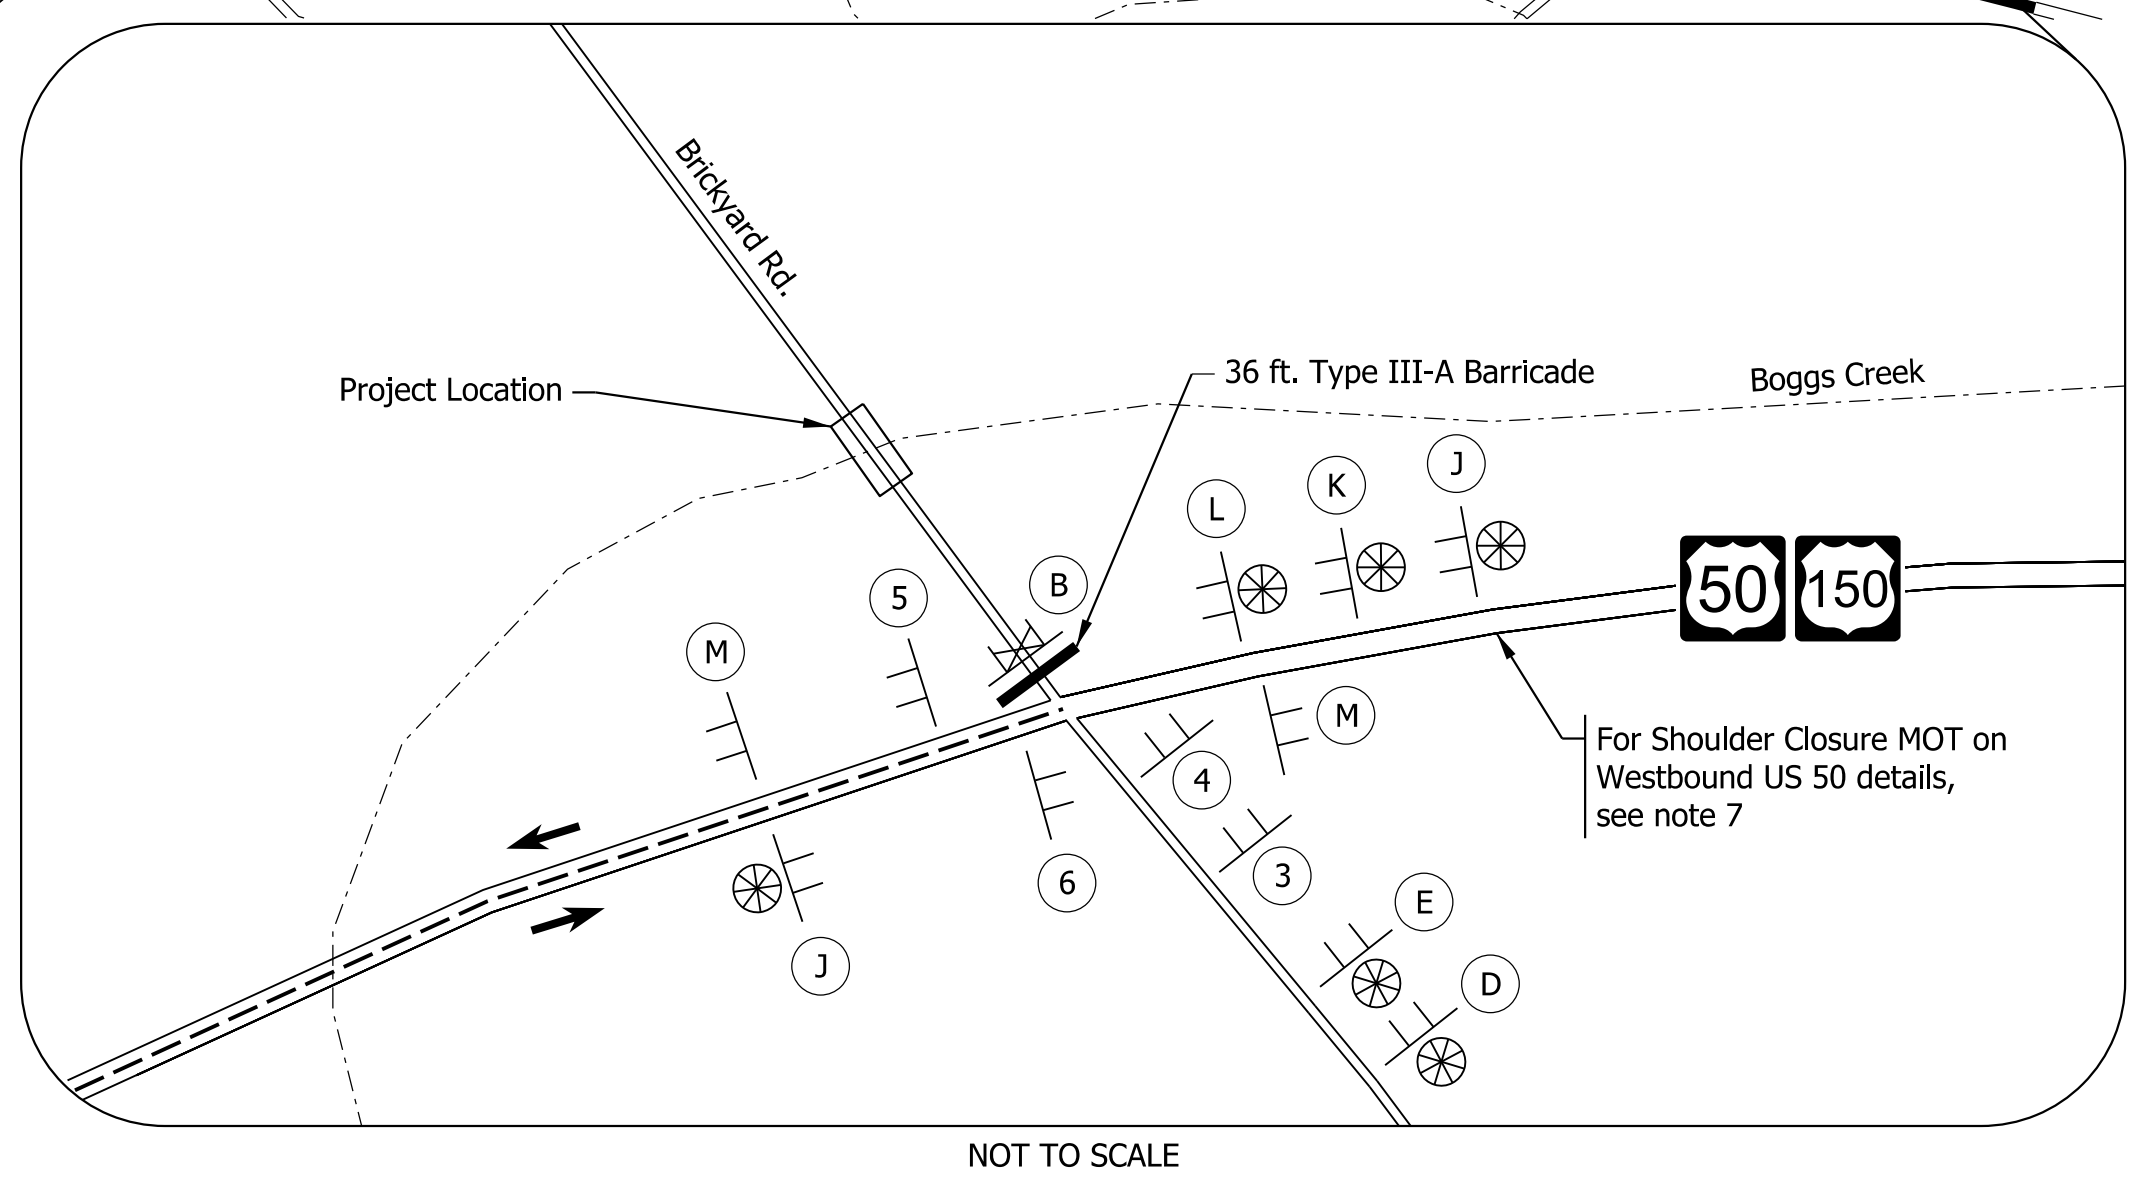 Brickyard Rd.
Project Location
36 ft. Type III-A Barricade
Boggs Creek
J
K
L
B
5
M
50
150
M
4
For Shoulder Closure MOT on
Westbound US 50 details,
see note 7
3
6
E
J
D
NOT TO SCALE